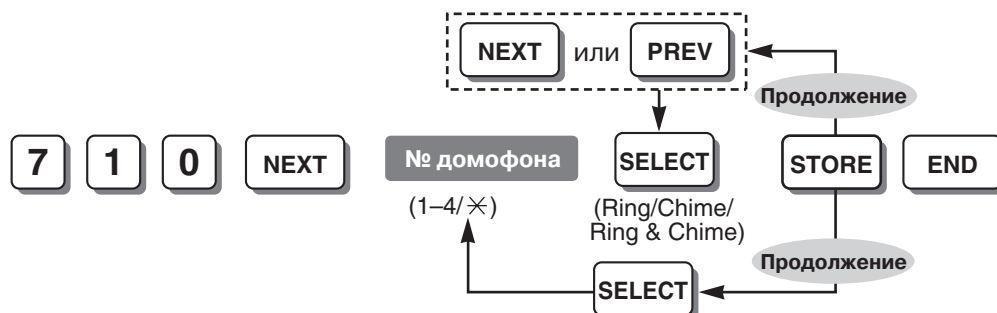 NEXT или PREV
Продолжение
7 1 0 NEXT № домофона SELECT STORE END
(1–4/✳)
(Ring/Chime/
Ring & Chime)
Продолжение
SELECT